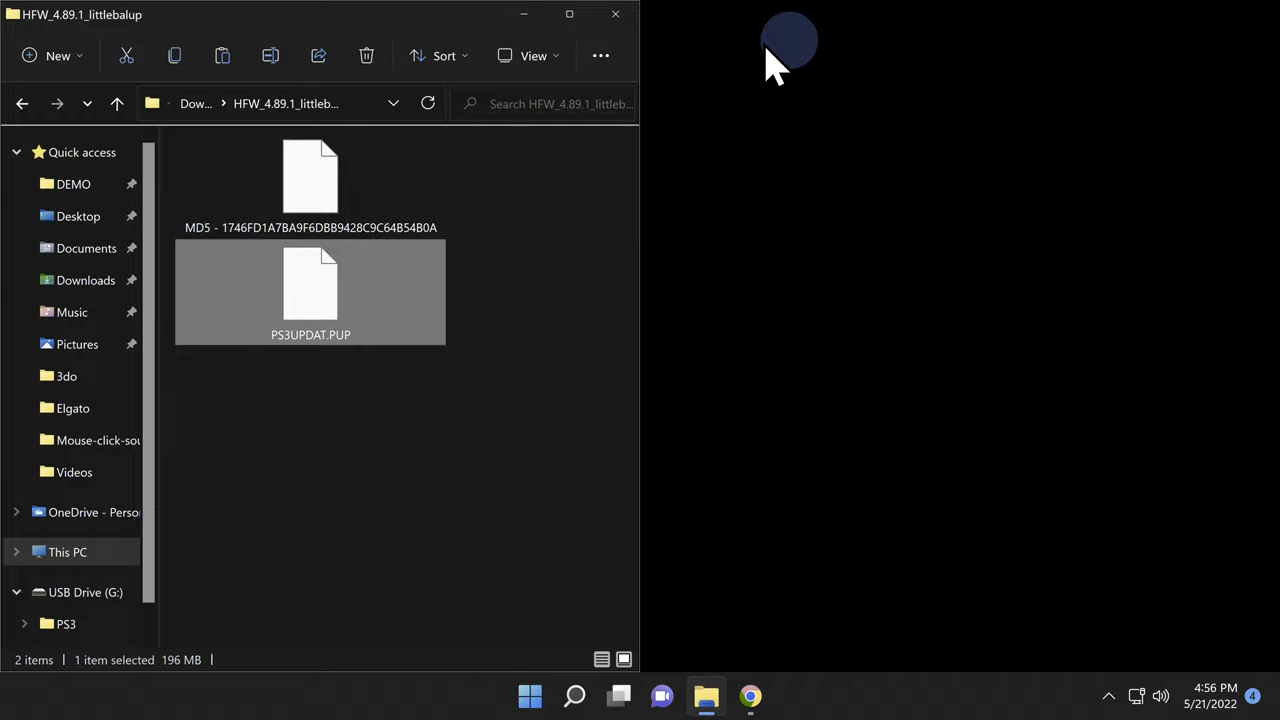 HFW_4.89.1_littlebalup
New
Sort
View
Dow...
HFW_4.89.1_littleb...
Search HFW_4.89.1_littleb...
Quick access
DEMO
Desktop
Documents
Downloads
Music
Pictures
3do
Elgato
Mouse-click-sou
Videos
OneDrive - Person
This PC
USB Drive (G:)
PS3
MD5 - 1746FD1A7BA9F6DBB9428C9C64B54B0A
PS3UPDAT.PUP
2 items
1 item selected 196 MB
4:56 PM
5/21/2022
4